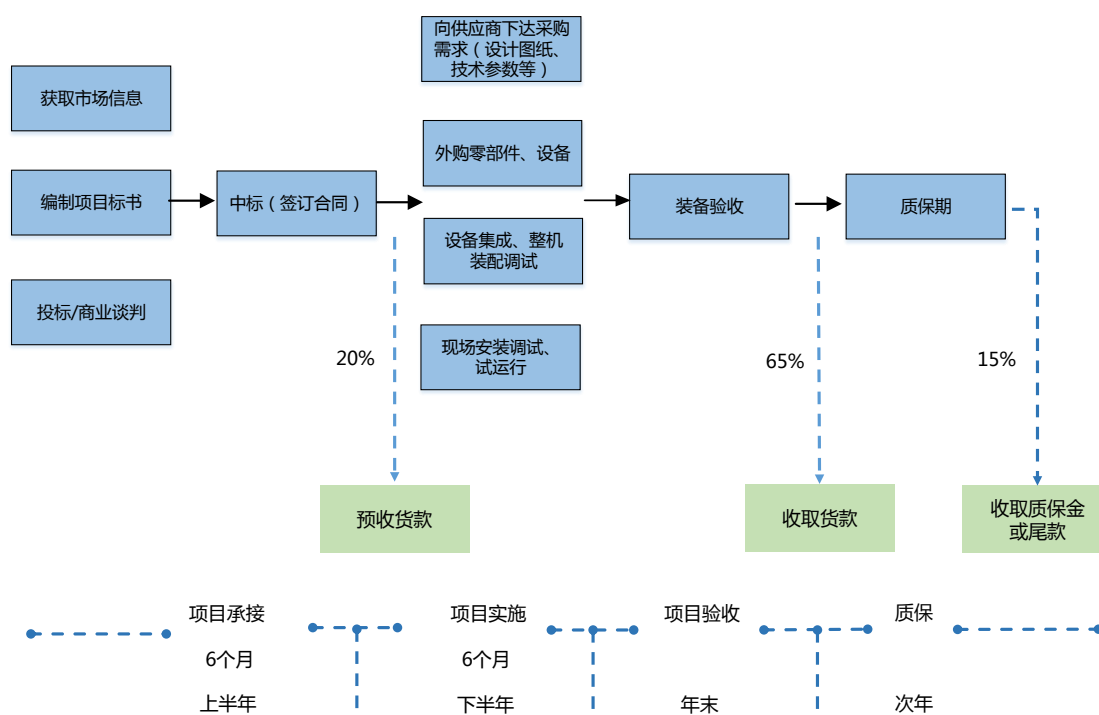 向供应商下达采购
需求（设计图纸、
技术参数等）
获取市场信息
外购零部件、设备
编制项目标书
中标（签订合同）
装备验收
质保期
设备集成、整机
装配调试
投标/商业谈判
现场安装调试、
试运行
20%
65%
15%
预收货款
收取货款
收取质保金
或尾款
项目承接
项目实施
项目验收
质保
6个月
6个月
上半年
下半年
年末
次年